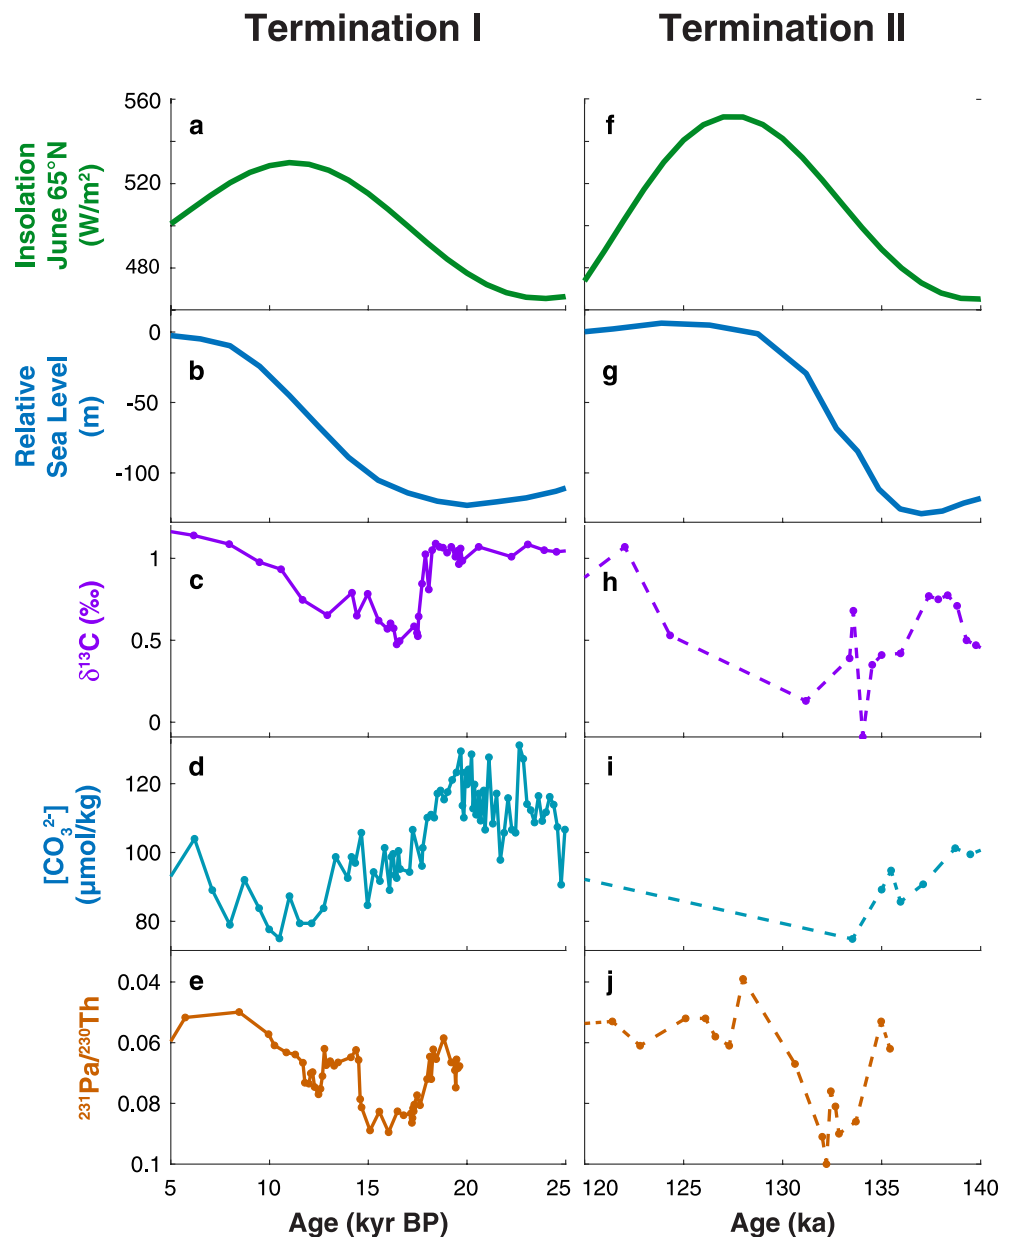 Termination I
Termination II
Insolation
June 65°N
(W/m²)
560
520
480
a
f
Relative
Sea Level
(m)
0
-50
-100
b
g
δ¹³C (‰)
1
0.5
0
c
h
[CO₃²⁻]
(μmol/kg)
120
100
80
d
i
²³¹Pa/²³⁰Th
0.04
0.06
0.08
0.1
e
j
5 10 15 20 25
120 125 130 135 140
Age (kyr BP)
Age (ka)